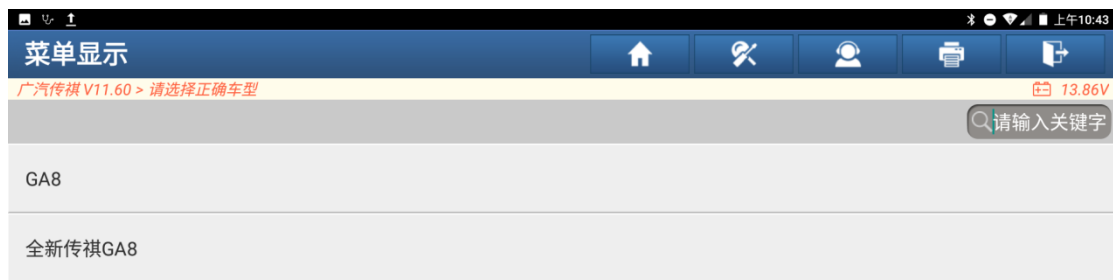 上午10:43
菜单显示
广汽传祺 V11.60 > 请选择正确车型
13.86V
请输入关键字
GA8
全新传祺GA8